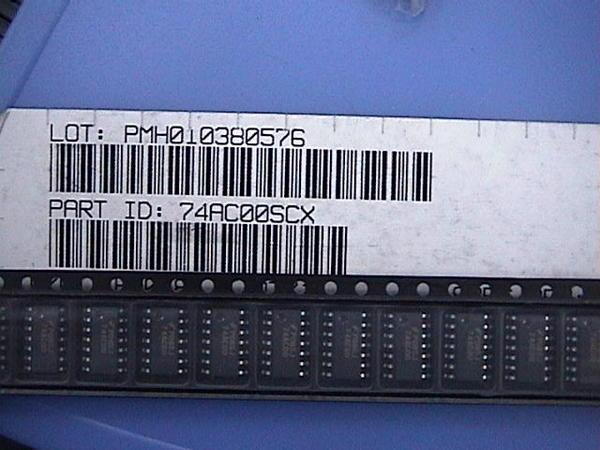 LOT: PMH010380576
PART ID: 74AC00SCX